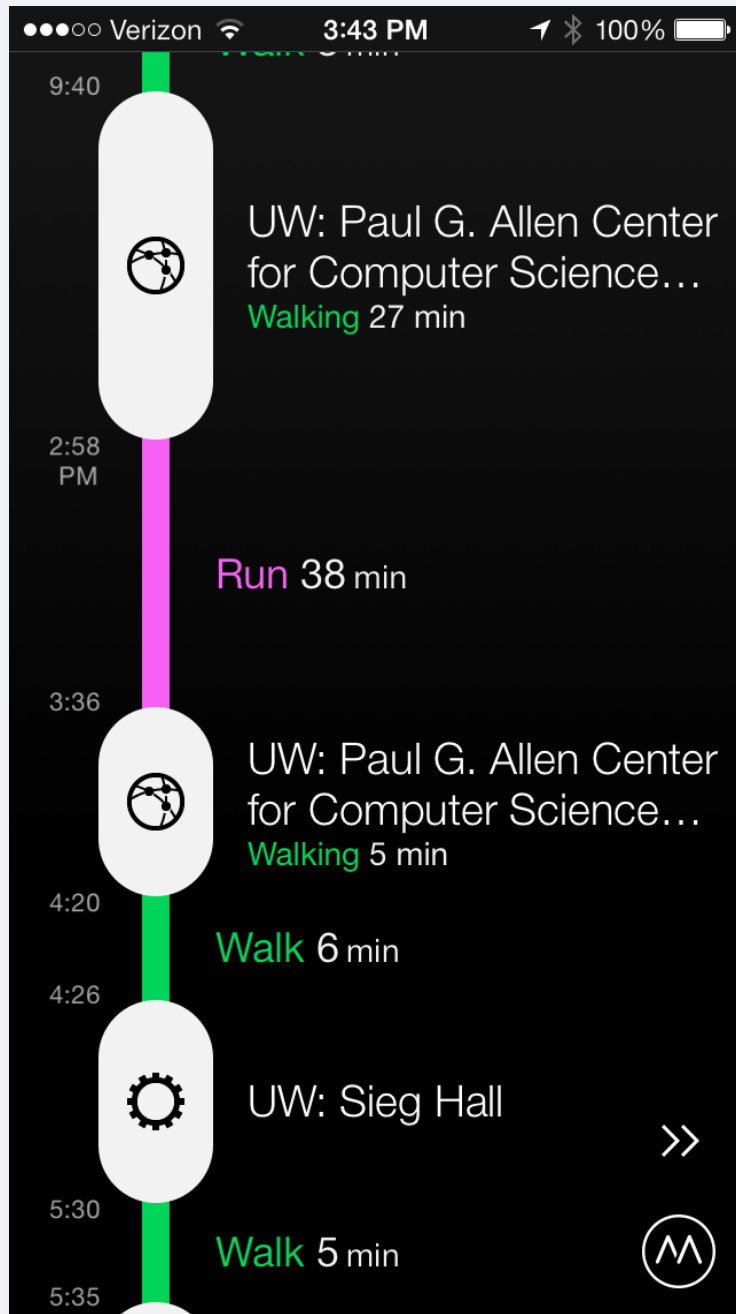 Verizon 3:43 PM 100%
9:40
UW: Paul G. Allen Center
for Computer Science...
Walking 27 min
2:58
PM
Run 38 min
3:36
UW: Paul G. Allen Center
for Computer Science...
Walking 5 min
4:20
Walk 6 min
4:26
UW: Sieg Hall
5:30
Walk 5 min
5:35